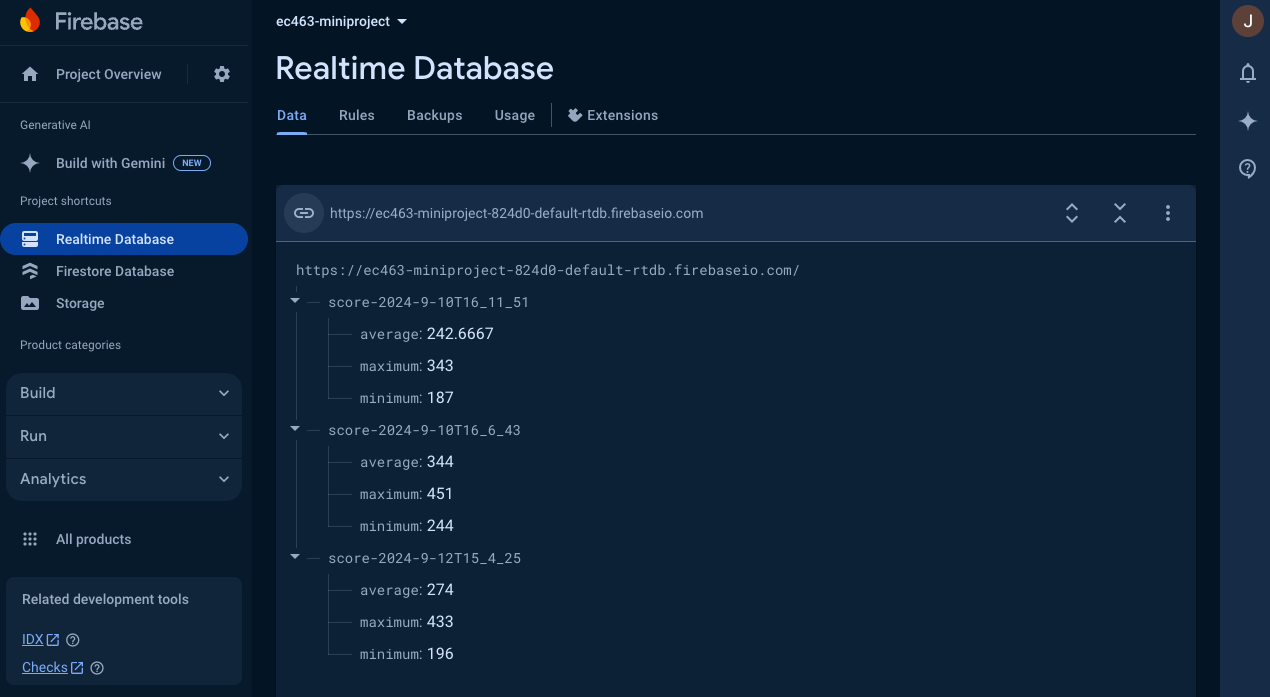 Firebase
Project Overview
Generative AI
Build with Gemini NEW
Project shortcuts
Realtime Database
Firestore Database
Storage
Product categories
Build
Run
Analytics
All products
Related development tools
IDX
Checks
ec463-miniproject
Realtime Database
Data Rules Backups Usage Extensions
https://ec463-miniproject-824d0-default-rtdb.firebaseio.com
https://ec463-miniproject-824d0-default-rtdb.firebaseio.com/
score-2024-9-10T16_11_51
average: 242.6667
maximum: 343
minimum: 187
score-2024-9-10T16_6_43
average: 344
maximum: 451
minimum: 244
score-2024-9-12T15_4_25
average: 274
maximum: 433
minimum: 196
J